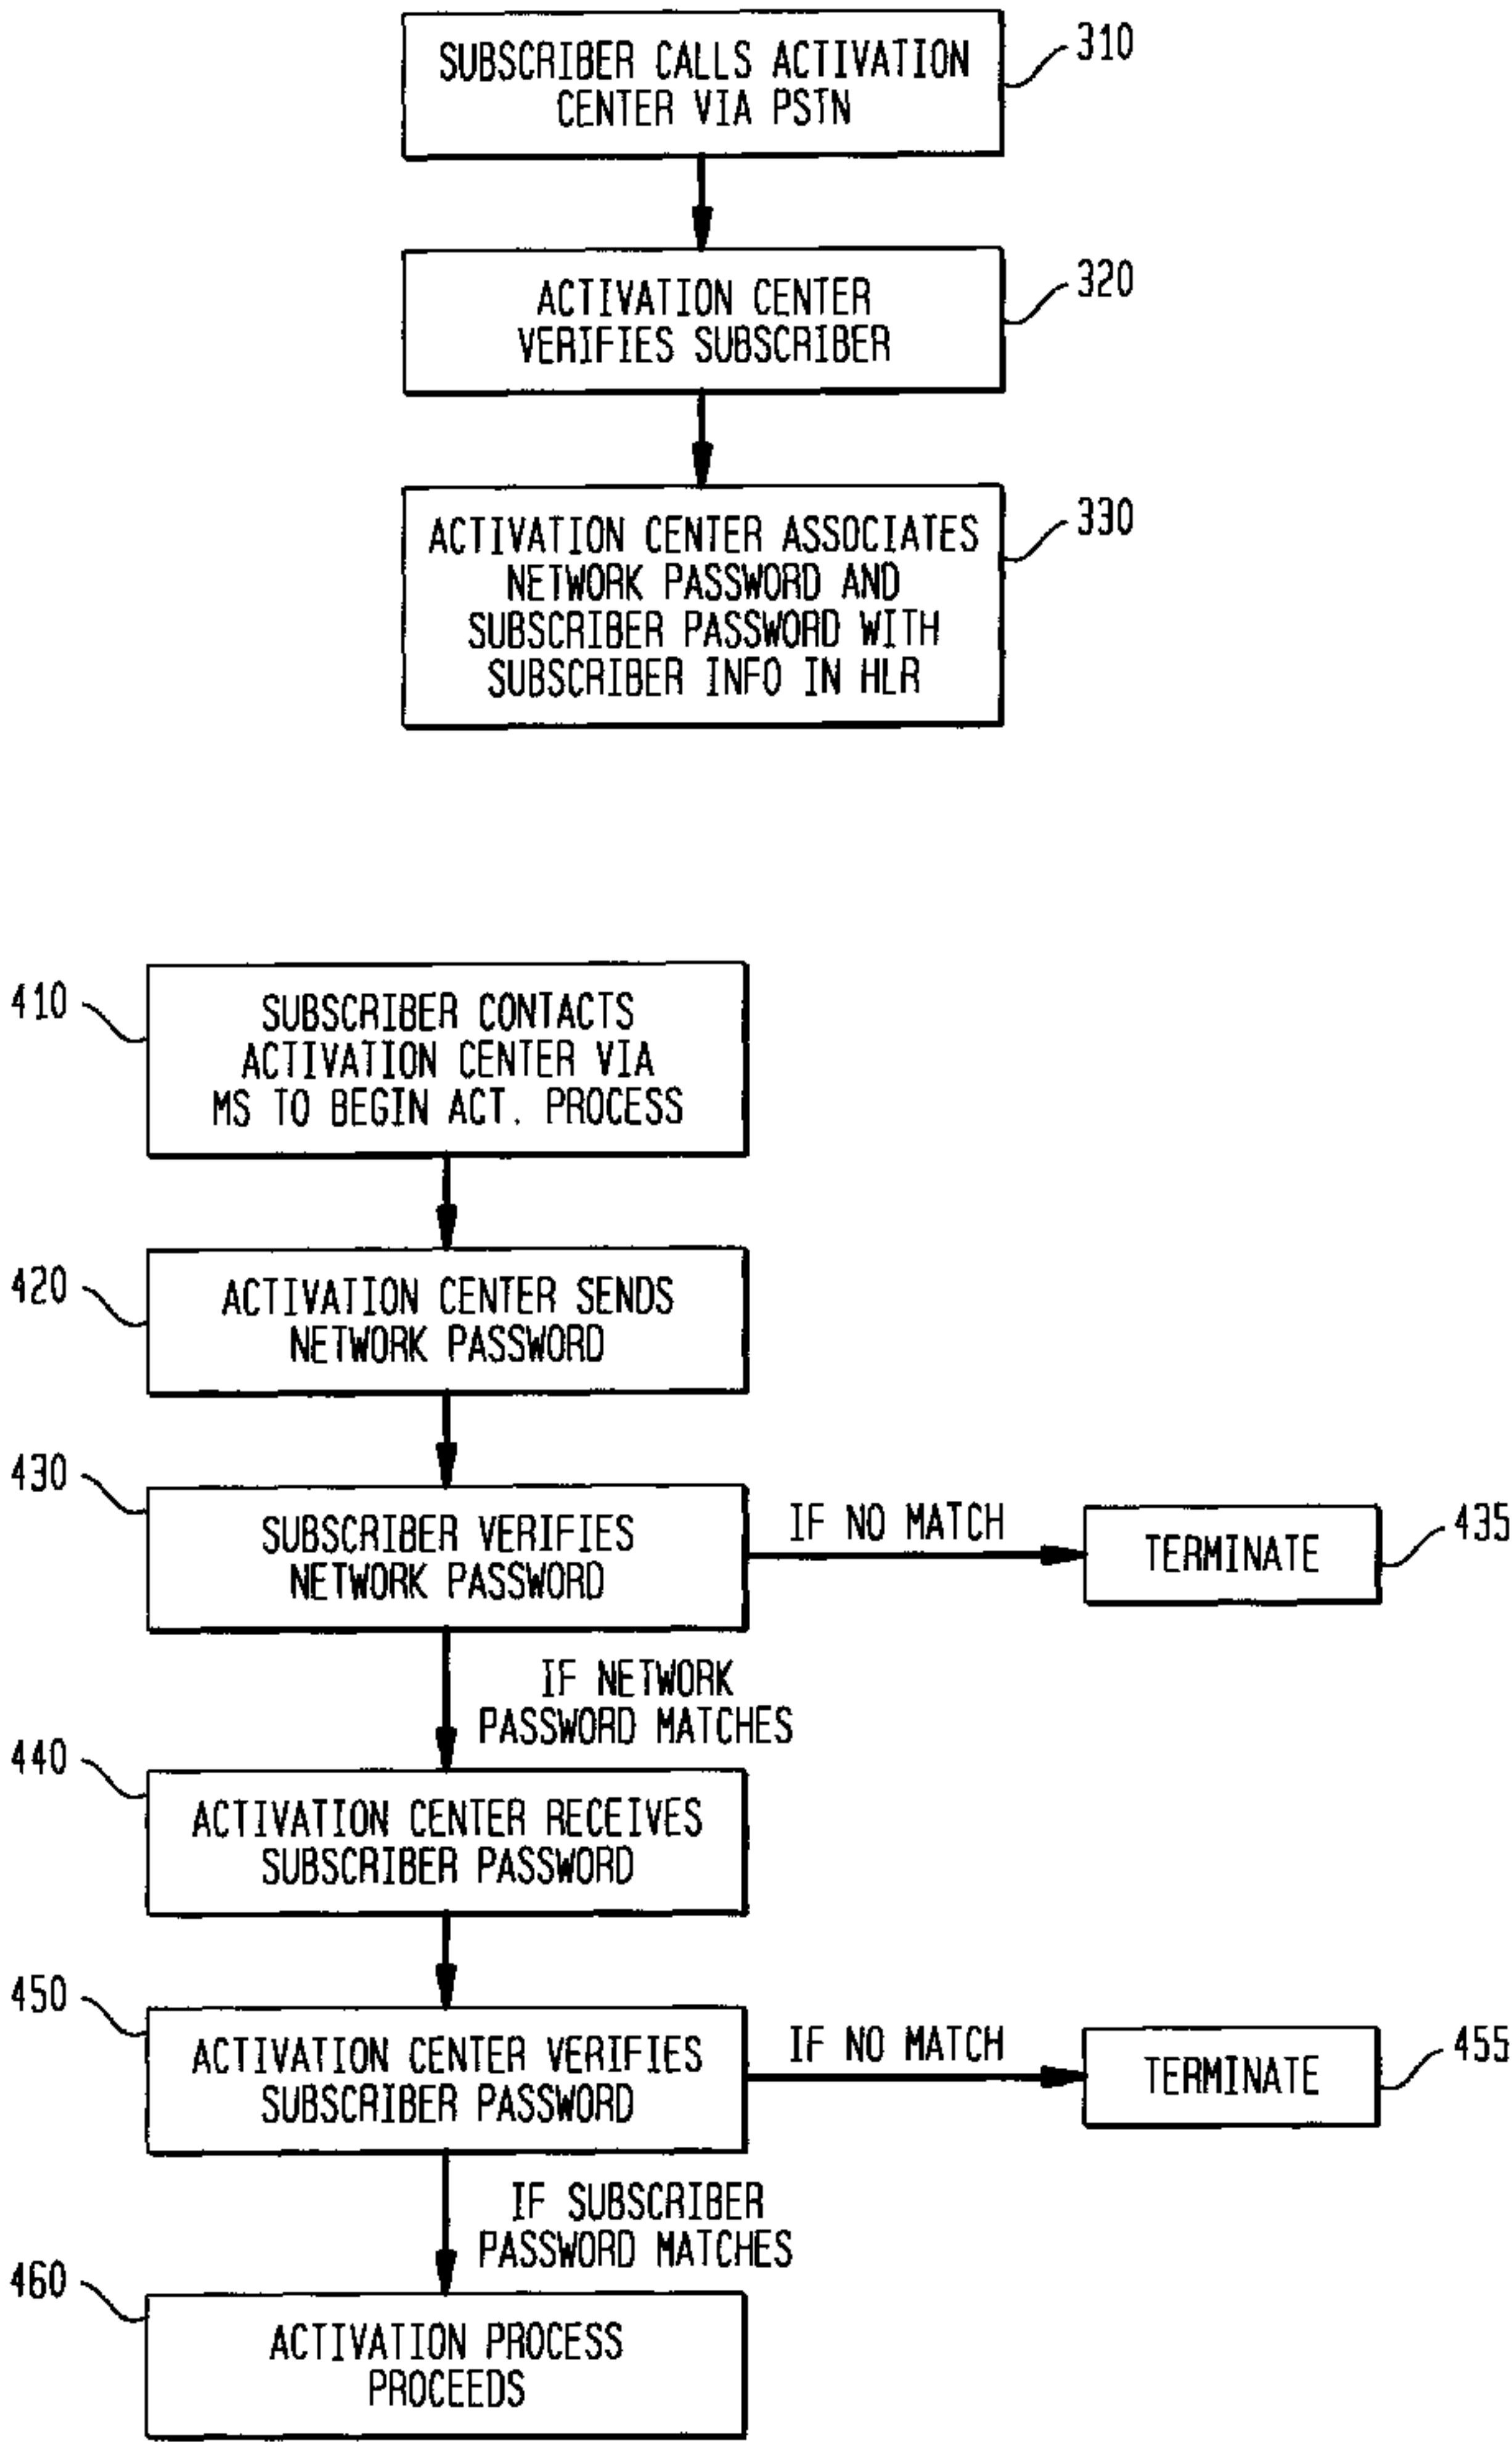 SUBSCRIBER CALLS ACTIVATION
CENTER VIA PSTN
310
ACTIVATION CENTER
VERIFIES SUBSCRIBER
320
ACTIVATION CENTER ASSOCIATES
NETWORK PASSWORD AND
SUBSCRIBER PASSWORD WITH
SUBSCRIBER INFO IN HLR
330
410
SUBSCRIBER CONTACTS
ACTIVATION CENTER VIA
MS TO BEGIN ACT. PROCESS
420
ACTIVATION CENTER SENDS
NETWORK PASSWORD
430
SUBSCRIBER VERIFIES
NETWORK PASSWORD
IF NO MATCH
TERMINATE
435
IF NETWORK
PASSWORD MATCHES
440
ACTIVATION CENTER RECEIVES
SUBSCRIBER PASSWORD
450
ACTIVATION CENTER VERIFIES
SUBSCRIBER PASSWORD
IF NO MATCH
TERMINATE
455
IF SUBSCRIBER
PASSWORD MATCHES
460
ACTIVATION PROCESS
PROCEEDS